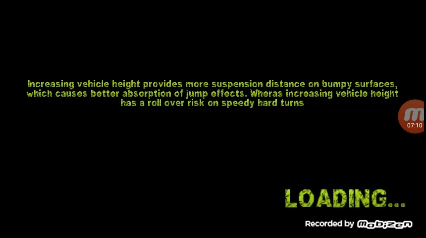 Increasing vehicle height provides more suspension distance on bumpy surfaces,
which causes better absorption of jump effects. Wheras increasing vehicle height
has a roll over risk on speedy hard turns
M
07:10
LOADING...
Recorded by Mobizen